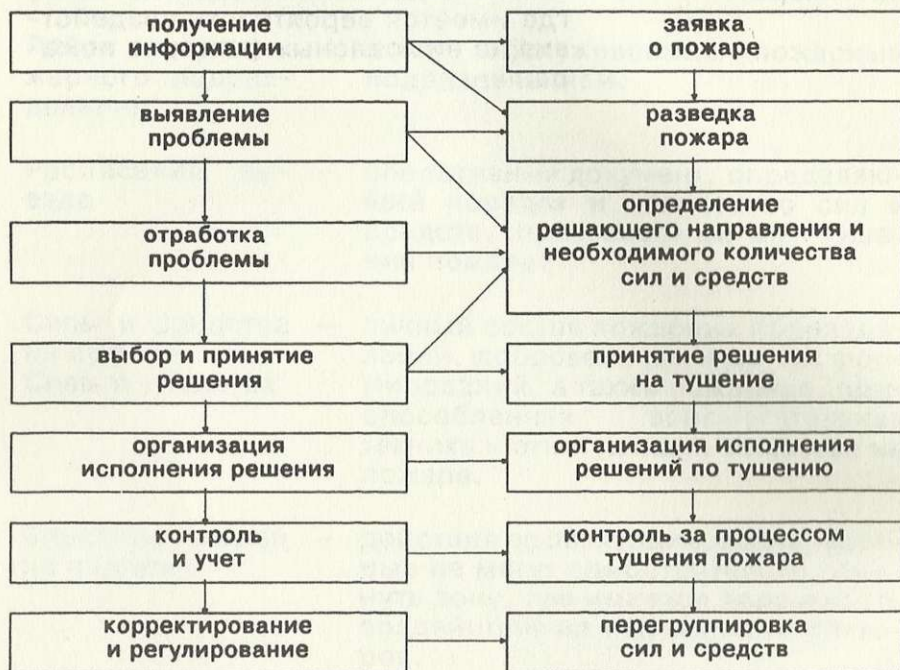 получение
информации
заявка
о пожаре
выявление
проблемы
разведка
пожара
отработка
проблемы
определение
решающего направления и
необходимого количества
сил и средств
выбор и принятие
решения
принятие решения
на тушение
организация
исполнения решения
организация исполнения
решений по тушению
контроль
и учет
контроль за процессом
тушения пожара
корректирование
и регулирование
перегруппировка
сил и средств